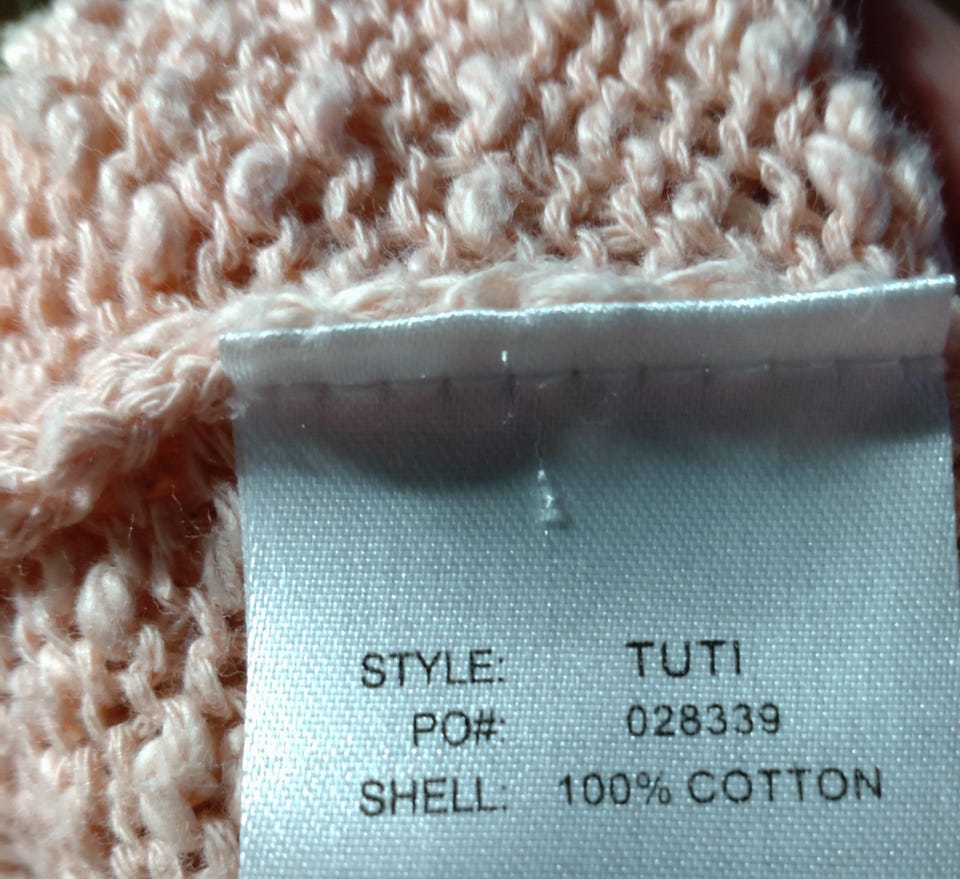 STYLE: TUTI
PO#: 028339
SHELL: 100% COTTON